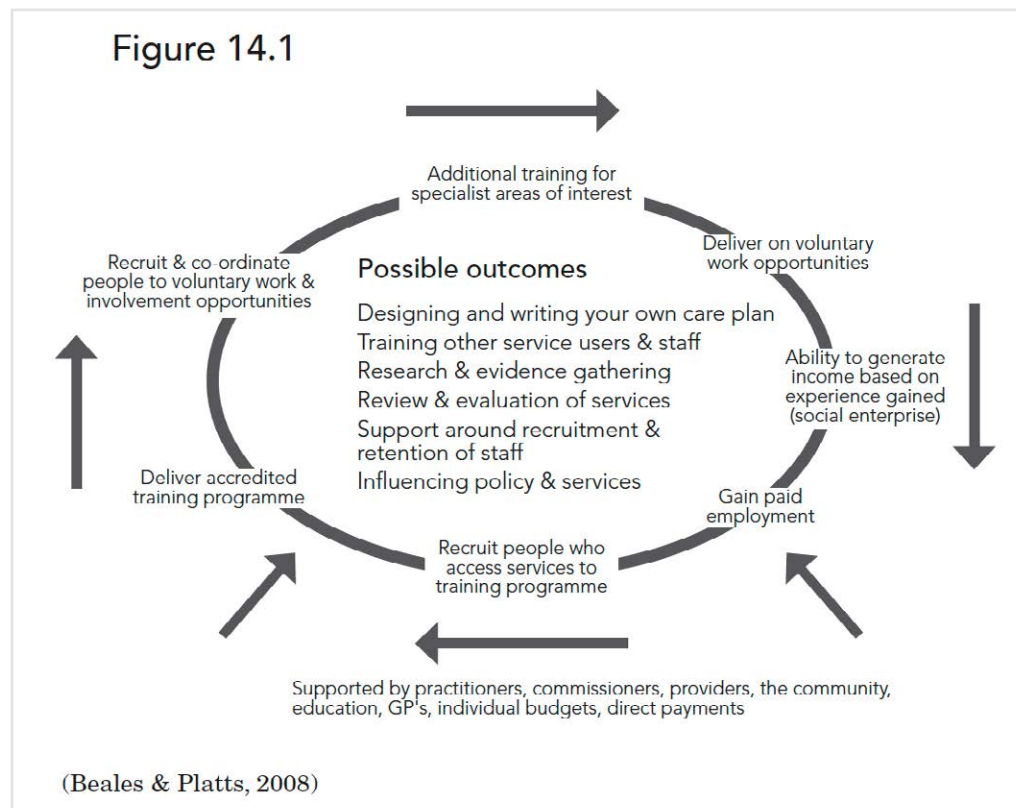 Figure 14.1
Additional training for
specialist areas of interest
Recruit & co-ordinate
people to voluntary work &
involvement opportunities
Deliver on voluntary
work opportunities
Possible outcomes
Designing and writing your own care plan
Training other service users & staff
Research & evidence gathering
Review & evaluation of services
Support around recruitment &
retention of staff
Influencing policy & services
Ability to generate
income based on
experience gained
(social enterprise)
Deliver accredited
training programme
Gain paid
employment
Recruit people who
access services to
training programme
Supported by practitioners, commissioners, providers, the community,
education, GP's, individual budgets, direct payments
(Beales & Platts, 2008)